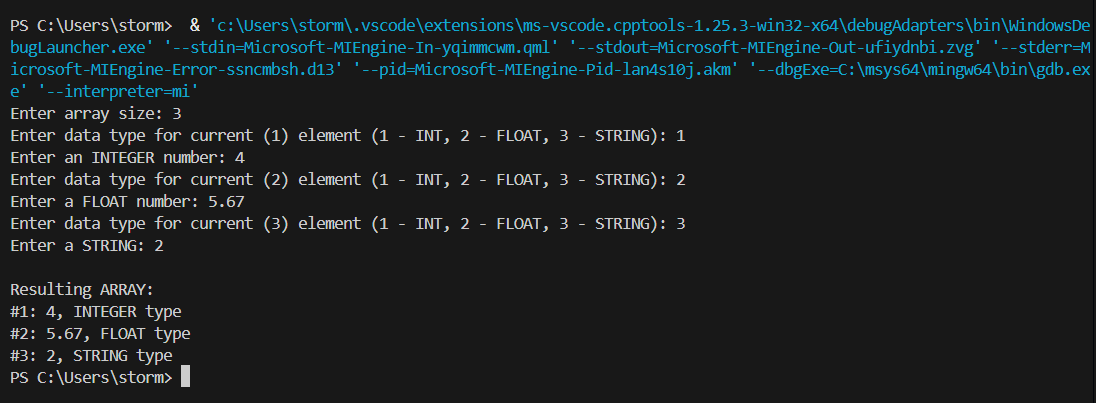 PS C:\Users\storm>  & 'c:\Users\storm\.vscode\extensions\ms-vscode.cpptools-1.25.3-win32-x64\debugAdapters\bin\WindowsDe
bugLauncher.exe' '--stdin=Microsoft-MIEngine-In-yqimmcwm.qml' '--stdout=Microsoft-MIEngine-Out-ufiydnbi.zvg' '--stderr=M
icrosoft-MIEngine-Error-ssncmbsh.d13' '--pid=Microsoft-MIEngine-Pid-lan4s10j.akm' '--dbgExe=C:\msys64\mingw64\bin\gdb.ex
e' '--interpreter=mi'
Enter array size: 3
Enter data type for current (1) element (1 - INT, 2 - FLOAT, 3 - STRING): 1
Enter an INTEGER number: 4
Enter data type for current (2) element (1 - INT, 2 - FLOAT, 3 - STRING): 2
Enter a FLOAT number: 5.67
Enter data type for current (3) element (1 - INT, 2 - FLOAT, 3 - STRING): 3
Enter a STRING: 2
Resulting ARRAY:
#1: 4, INTEGER type
#2: 5.67, FLOAT type
#3: 2, STRING type
PS C:\Users\storm>